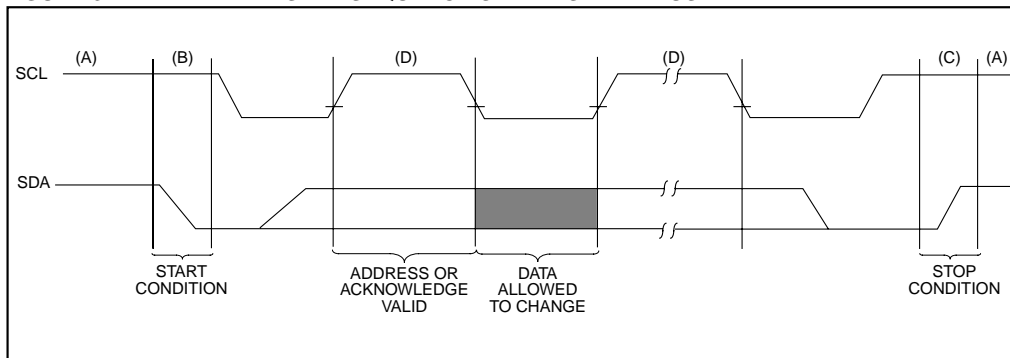 (A) (B) (D) (D) (C) (A)
SCL
SDA
START
CONDITION
ADDRESS OR
ACKNOWLEDGE
VALID
DATA
ALLOWED
TO CHANGE
STOP
CONDITION